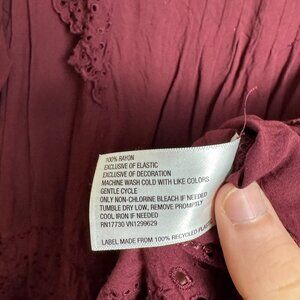 100% RAYON
EXCLUSIVE OF ELASTIC
EXCLUSIVE OF DECORATION
MACHINE WASH COLD WITH LIKE COLORS
GENTLE CYCLE
ONLY NON-CHLORINE BLEACH IF NEEDED
TUMBLE DRY LOW, REMOVE PROMPTLY
COOL IRON IF NEEDED
RN17730 VN1299629
LABEL MADE FROM 100% RECYCLED